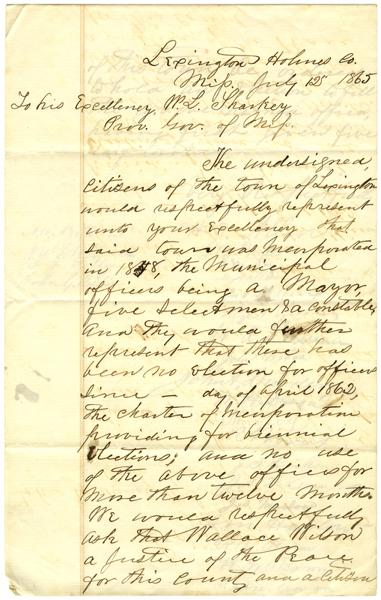 Lexington Holmes Co.
Miss. July 12 1865
To his Excellency W. L. Sharkey
Prov. Gov. of Miss.
The undersigned
Citizens of the town of Lexington
would respectfully represent
unto your Excellency that
said town was Incorporated
in 18 8, the Municipal
officers being a Mayor,
five Selectmen & a Constable,
And they would further
represent that there has
been no Election for officers
since — day of April 1862,
the Charter of Incorporation
providing for biennial
Elections; and no use
of the above offices for
More than twelve Months.
We would respectfully
ask that Wallace Wilson
a Justice of the Peace
for this County and a Citizen